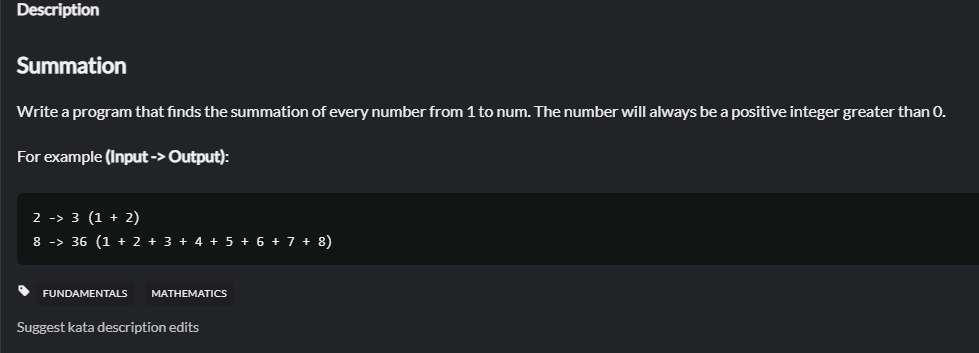 Description
Summation
Write a program that finds the summation of every number from 1 to num. The number will always be a positive integer greater than 0.
For example (Input -> Output):
2 -> 3 (1 + 2)
8 -> 36 (1 + 2 + 3 + 4 + 5 + 6 + 7 + 8)
FUNDAMENTALS MATHEMATICS
Suggest kata description edits